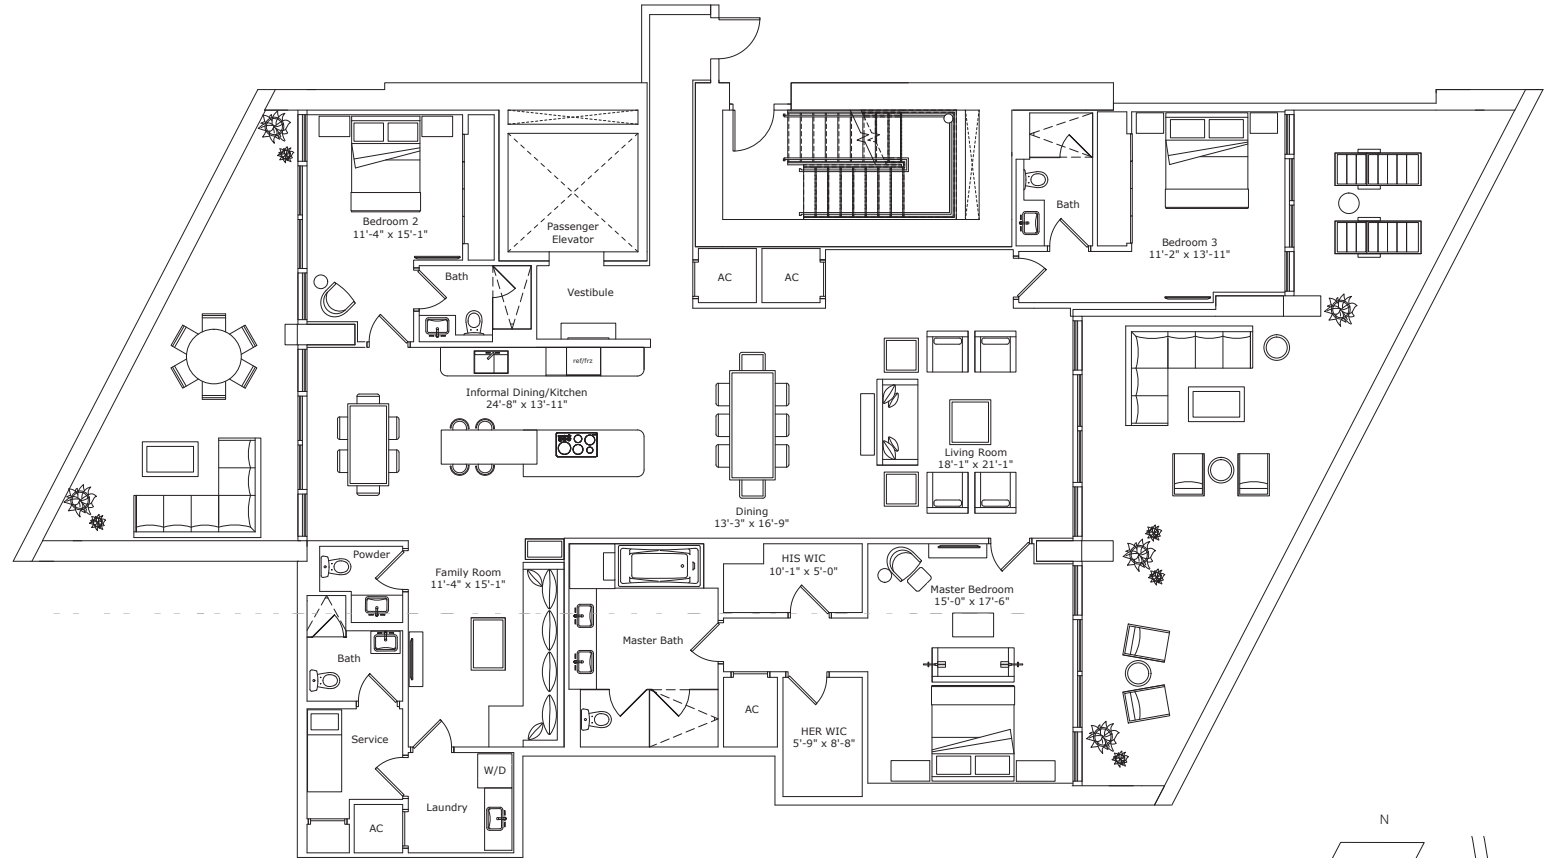 Bedroom 2
11'-4" x 15'-1"
Passenger
Elevator
Bath
Vestibule
AC
AC
Bath
Bedroom 3
11'-2" x 13'-11"
ref/frz
Informal Dining/Kitchen
24'-8" x 13'-11"
Living Room
18'-1" x 21'-1"
Dining
13'-3" x 16'-9"
Powder
Family Room
11'-4" x 15'-1"
HIS WIC
10'-1" x 5'-0"
Master Bedroom
15'-0" x 17'-6"
Master Bath
Bath
Service
AC
HER WIC
5'-9" x 8'-8"
W/D
Laundry
AC
N